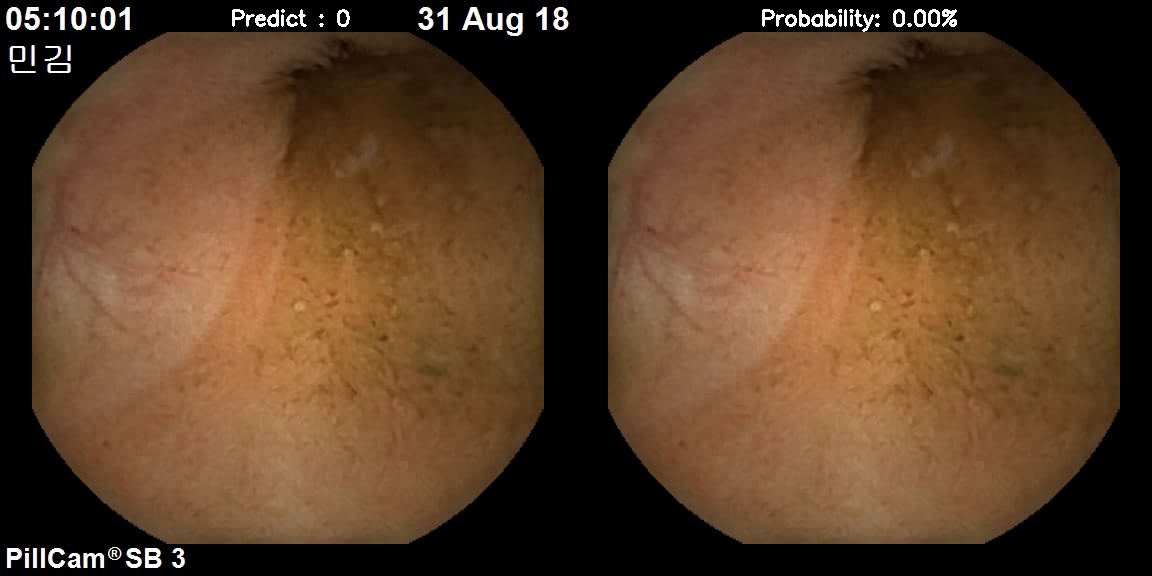 05:10:01 Predict : 0 31 Aug 18 Probability: 0.00%
민김
PillCam® SB 3